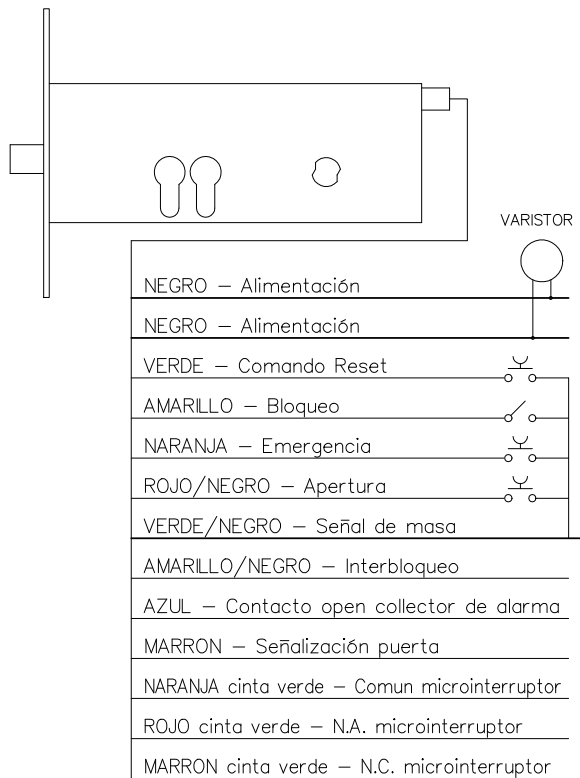 VARISTOR
NEGRO – Alimentación
NEGRO – Alimentación
VERDE – Comando Reset
AMARILLO – Bloqueo
NARANJA – Emergencia
ROJO/NEGRO – Apertura
VERDE/NEGRO – Señal de masa
AMARILLO/NEGRO – Interbloqueo
AZUL – Contacto open collector de alarma
MARRON – Señalización puerta
NARANJA cinta verde – Comun microinterruptor
ROJO cinta verde – N.A. microinterruptor
MARRON cinta verde – N.C. microinterruptor